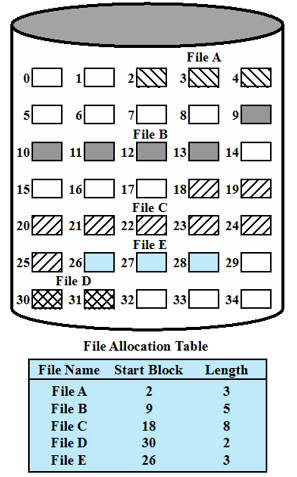 File A
0 1 2 3 4
5 6 7 8 9
File B
10 11 12 13 14
15 16 17 18 19
File C
20 21 22 23 24
File E
25 26 27 28 29
File D
30 31 32 33 34
File Allocation Table
File Name Start Block Length
File A 2 3
File B 9 5
File C 18 8
File D 30 2
File E 26 3